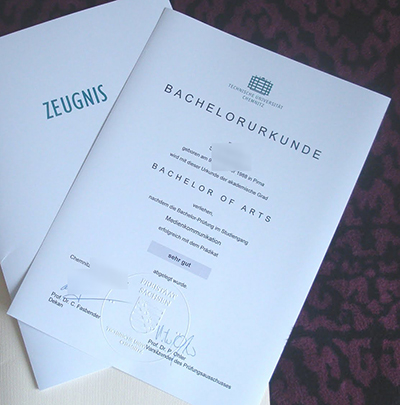 ZEUGNIS
TECHNISCHE UNIVERSITÄT
CHEMNITZ
BACHELORURKUNDE
geboren am 1988 in Pirna
wird mit dieser Urkunde der akademische Grad
BACHELOR OF ARTS
verliehen,
nachdem die Bachelor-Prüfung im Studiengang
Medienkommunikation
erfolgreich mit dem Prädikat
sehr gut
abgelegt wurde.
Chemnitz,
Prof. Dr. C. Fasbender
Dekan
Prof. Dr. P. Ohler
Vorsitzender des Prüfungsausschusses